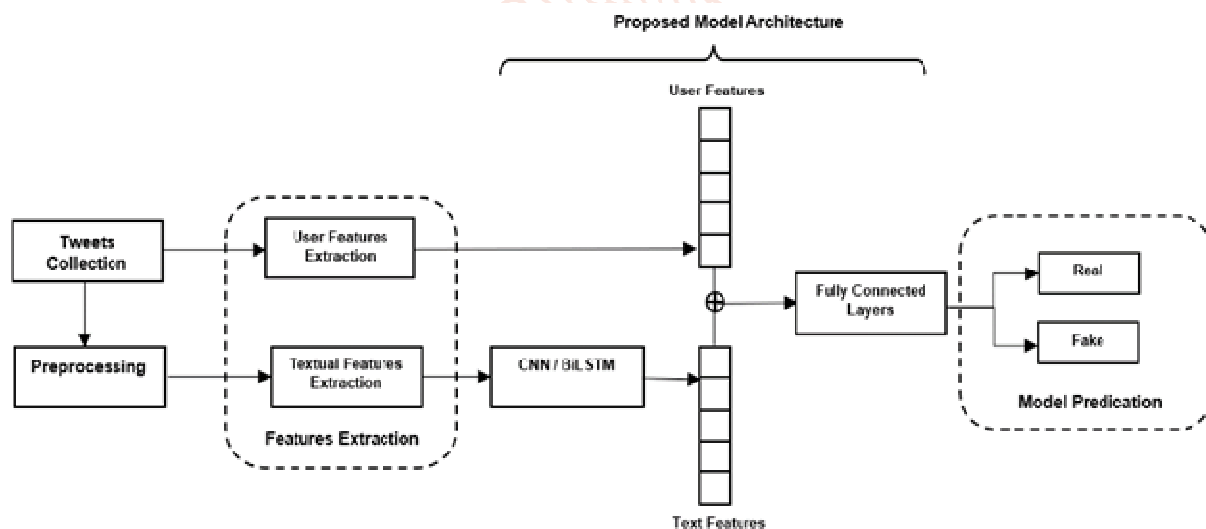 Proposed Model Architecture
User Features
Tweets
Collection
User Features
Extraction
Fully Connected
Layers
Real
Fake
Preprocessing
Textual Features
Extraction
CNN / BiLSTM
Model Predication
Features Extraction
Text Features